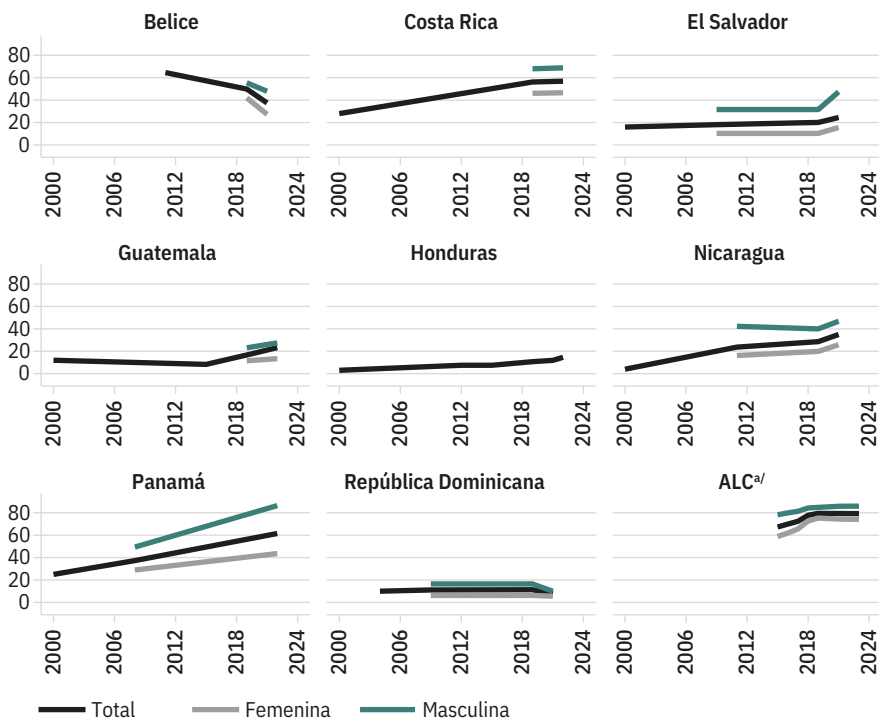 Belice Costa Rica El Salvador
80
60
40
20
0
2000 2006 2012 2018 2024 2000 2006 2012 2018 2024 2000 2006 2012 2018 2024
Guatemala Honduras Nicaragua
80
60
40
20
0
2000 2006 2012 2018 2024 2000 2006 2012 2018 2024 2000 2006 2012 2018 2024
Panamá República Dominicana ALCa/
80
60
40
20
0
2000 2006 2012 2018 2024 2000 2006 2012 2018 2024 2000 2006 2012 2018 2024
Total Femenina Masculina